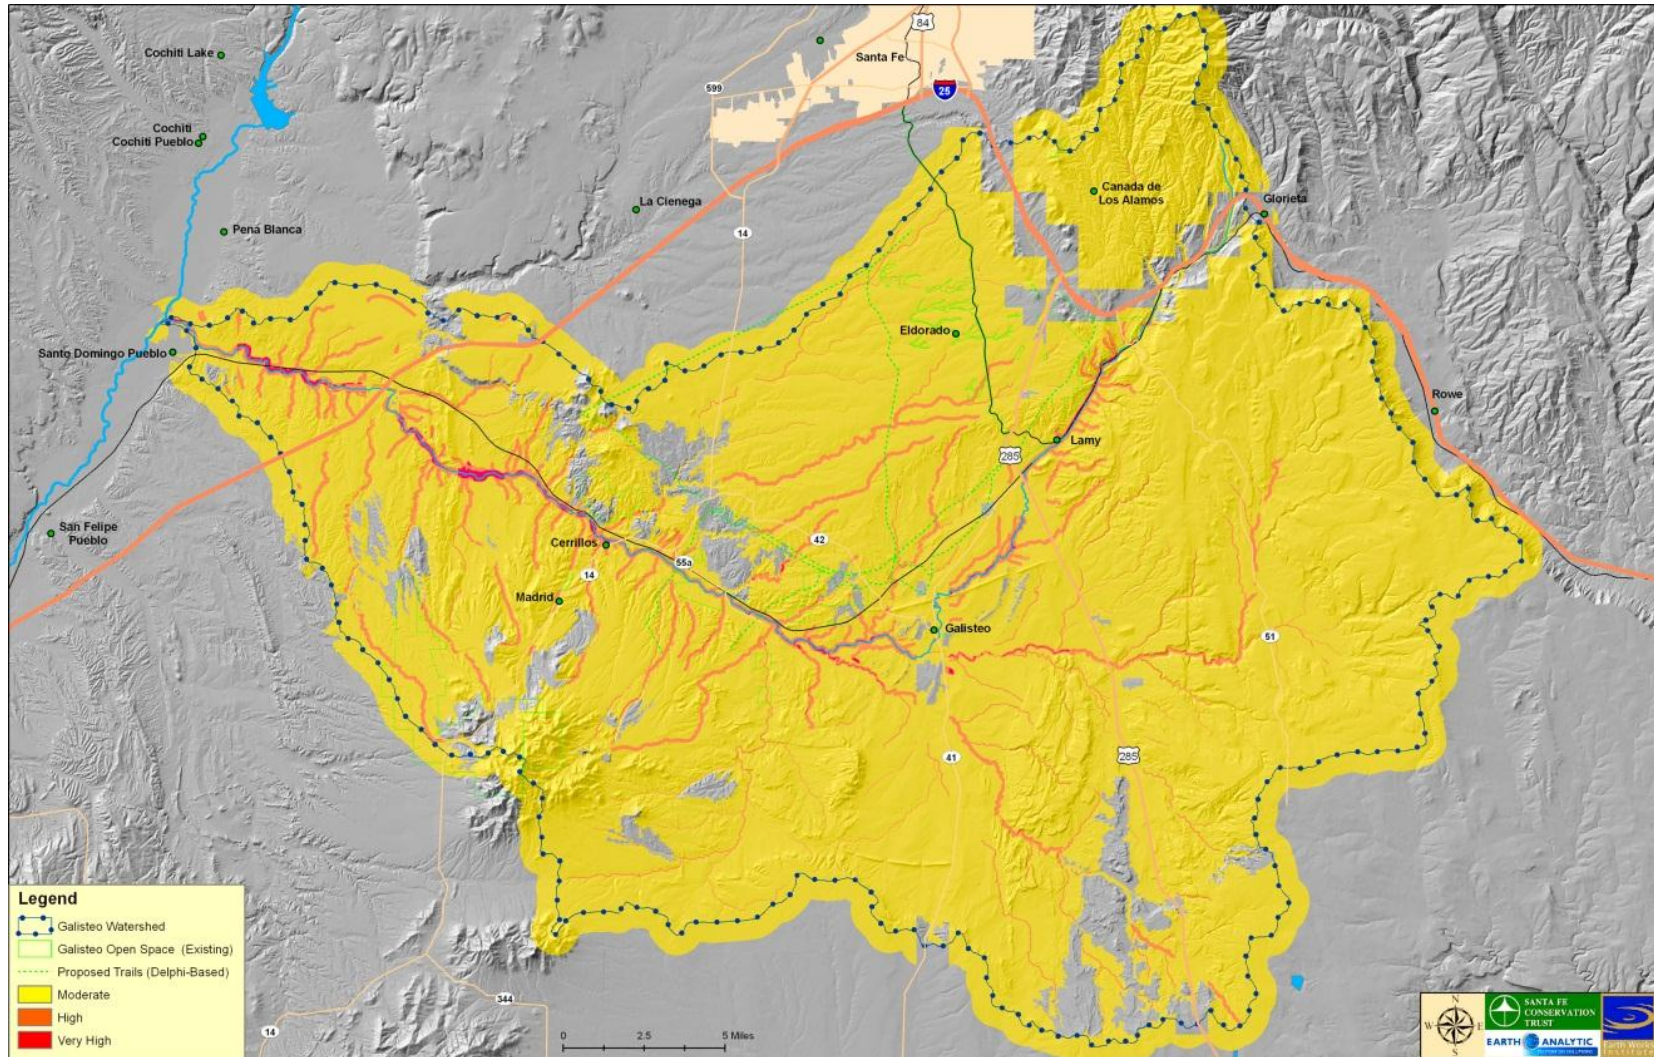 84
Cochiti Lake
Santa Fe
599
25
Cochiti
Cochiti Pueblo
Canada de
Los Alamos
Glorieta
La Cienega
Pena Blanca
14
Eldorado
Santo Domingo Pueblo
Rowe
Lamy
285
San Felipe
Pueblo
Cerrillos
42
55a
14
Madrid
Galisteo
51
41
285
Legend
Galisteo Watershed
Galisteo Open Space (Existing)
Proposed Trails (Delphi-Based)
Moderate
High
Very High
344
14
0 2.5 5 Miles
N
W E
S
SANTA FE
CONSERVATION
TRUST
EARTH ANALYTIC
Earth Works
Institute